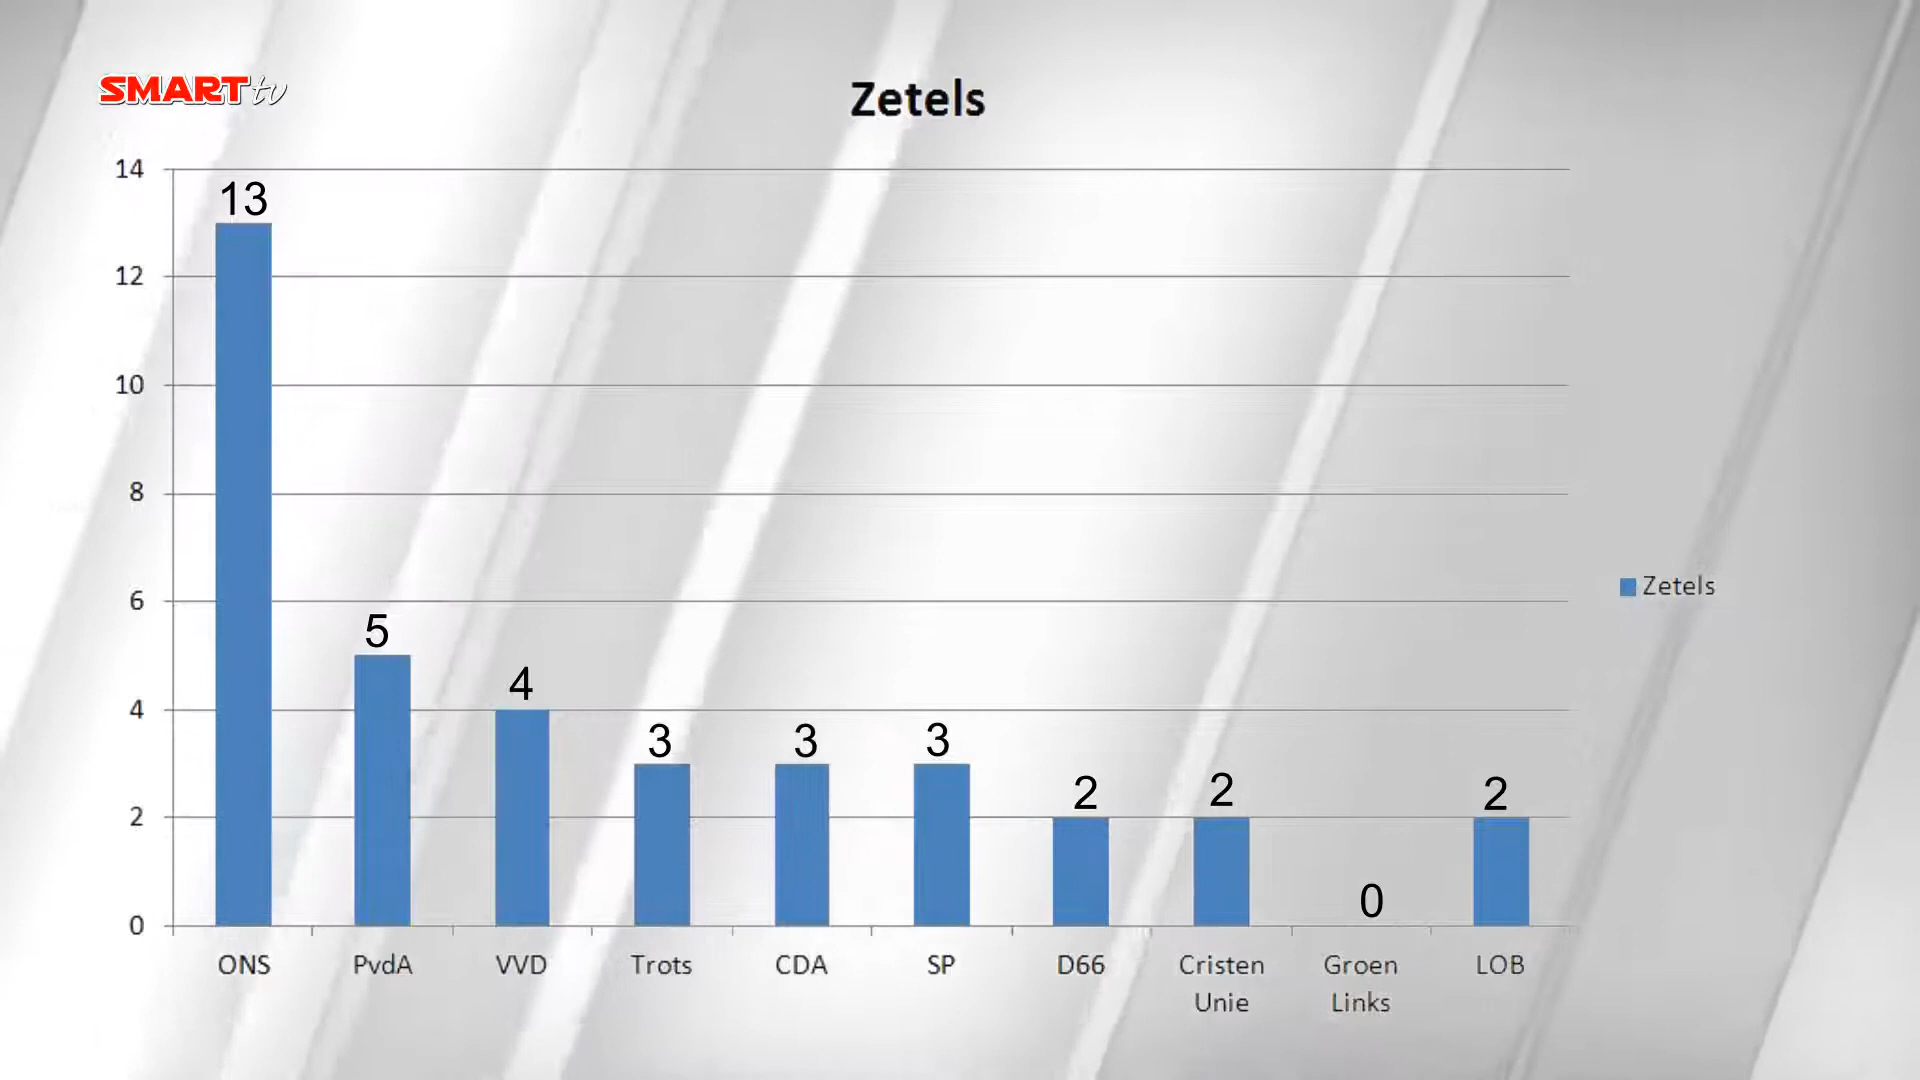 SMARTtv
Zetels
14
12
10
8
6
4
2
0
13
5
4
3
3
3
2
2
0
2
ONS
PvdA
VVD
Trots
CDA
SP
D66
Cristen
Unie
Groen
Links
LOB
Zetels